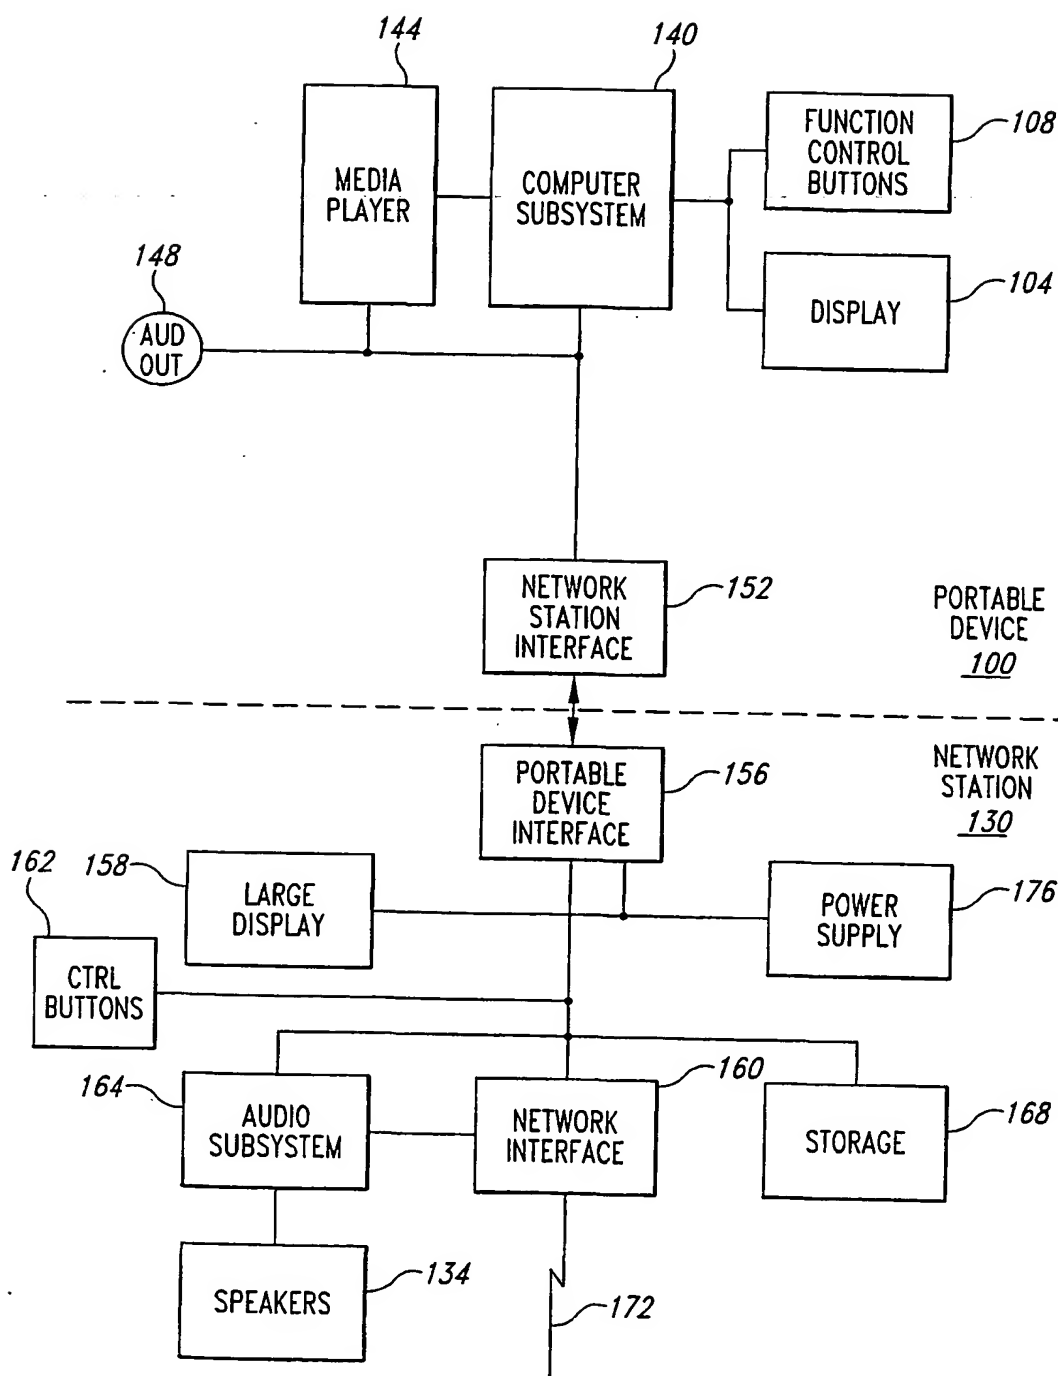 144
140
MEDIA
PLAYER
COMPUTER
SUBSYSTEM
FUNCTION
CONTROL
BUTTONS
108
148
AUD
OUT
DISPLAY
104
NETWORK
STATION
INTERFACE
152
PORTABLE
DEVICE
100
PORTABLE
DEVICE
INTERFACE
156
NETWORK
STATION
130
162
158
LARGE
DISPLAY
POWER
SUPPLY
176
CTRL
BUTTONS
164
AUDIO
SUBSYSTEM
160
NETWORK
INTERFACE
STORAGE
168
SPEAKERS
134
172